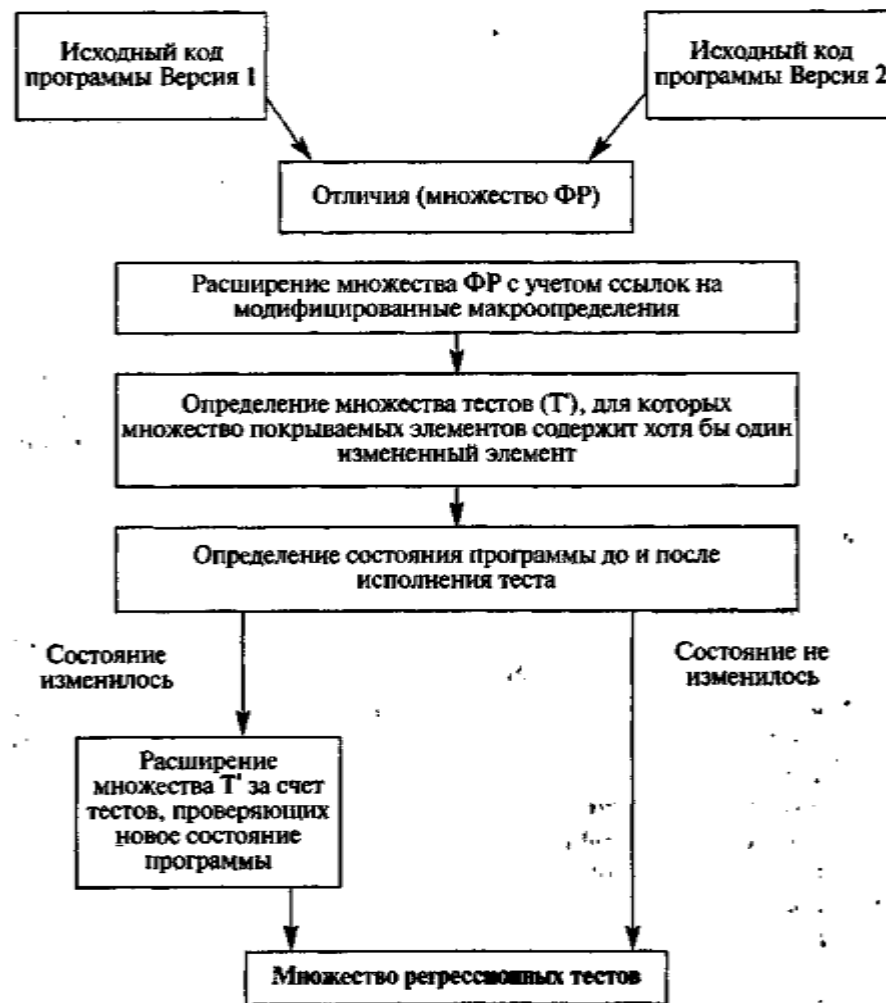 Исходный код
программы Версия 1
Исходный код
программы Версия 2
Отличия (множество ФР)
Расширение множества ФР с учетом ссылок на
модифицированные макроопределения
Определение множества тестов (T'), для которых
множество покрываемых элементов содержит хотя бы один
измененный элемент
Определение состояния программы до и после
исполнения теста
Состояние
изменилось
Состояние не
изменилось
Расширение
множества T' за счет
тестов, проверяющих
новое состояние
программы
Множество регрессионных тестов